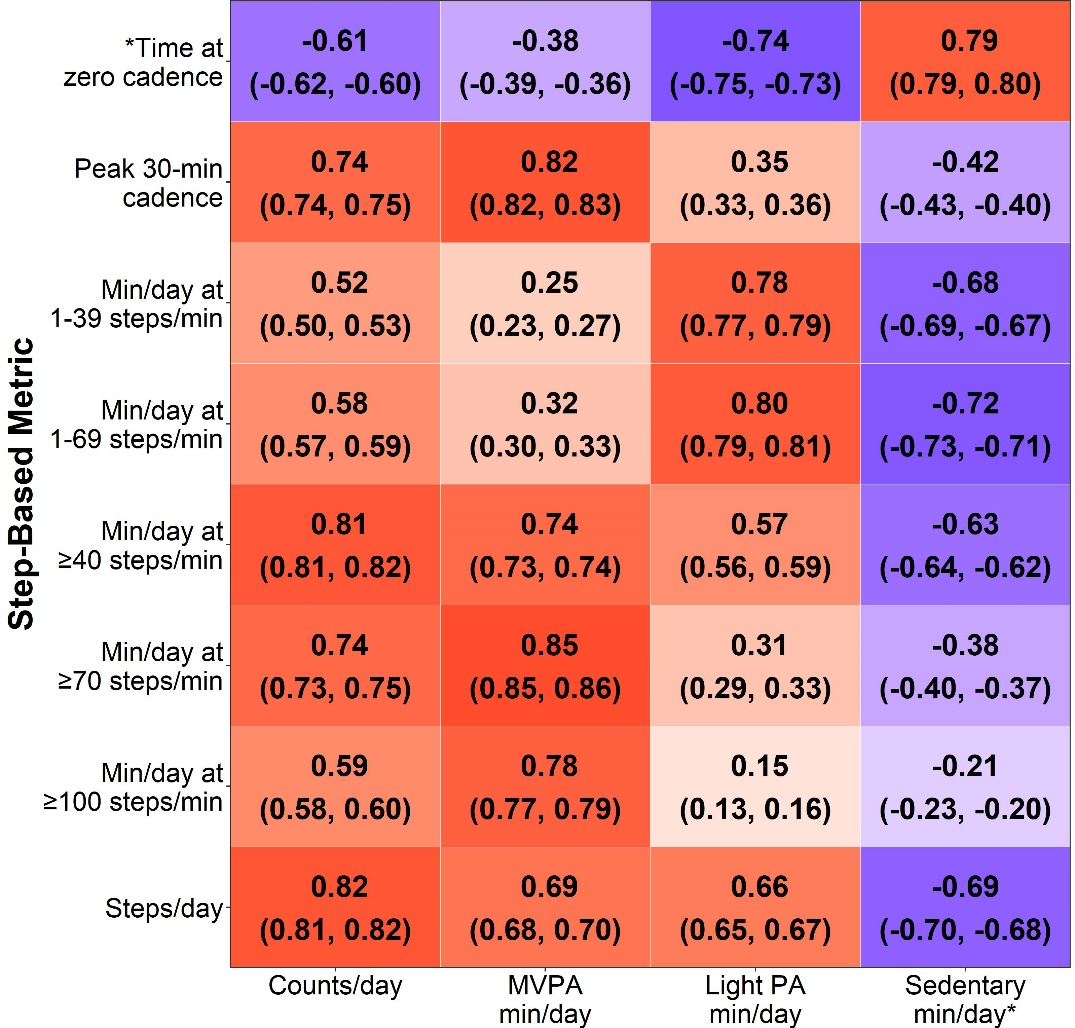 Step-Based Metric
*Time at
zero cadence
-0.61
(-0.62, -0.60)
-0.38
(-0.39, -0.36)
-0.74
(-0.75, -0.73)
0.79
(0.79, 0.80)
Peak 30-min
cadence
0.74
(0.74, 0.75)
0.82
(0.82, 0.83)
0.35
(0.33, 0.36)
-0.42
(-0.43, -0.40)
Min/day at
1-39 steps/min
0.52
(0.50, 0.53)
0.25
(0.23, 0.27)
0.78
(0.77, 0.79)
-0.68
(-0.69, -0.67)
Min/day at
1-69 steps/min
0.58
(0.57, 0.59)
0.32
(0.30, 0.33)
0.80
(0.79, 0.81)
-0.72
(-0.73, -0.71)
Min/day at
≥40 steps/min
0.81
(0.81, 0.82)
0.74
(0.73, 0.74)
0.57
(0.56, 0.59)
-0.63
(-0.64, -0.62)
Min/day at
≥70 steps/min
0.74
(0.73, 0.75)
0.85
(0.85, 0.86)
0.31
(0.29, 0.33)
-0.38
(-0.40, -0.37)
Min/day at
≥100 steps/min
0.59
(0.58, 0.60)
0.78
(0.77, 0.79)
0.15
(0.13, 0.16)
-0.21
(-0.23, -0.20)
Steps/day
0.82
(0.81, 0.82)
0.69
(0.68, 0.70)
0.66
(0.65, 0.67)
-0.69
(-0.70, -0.68)
Counts/day
MVPA
min/day
Light PA
min/day
Sedentary
min/day*